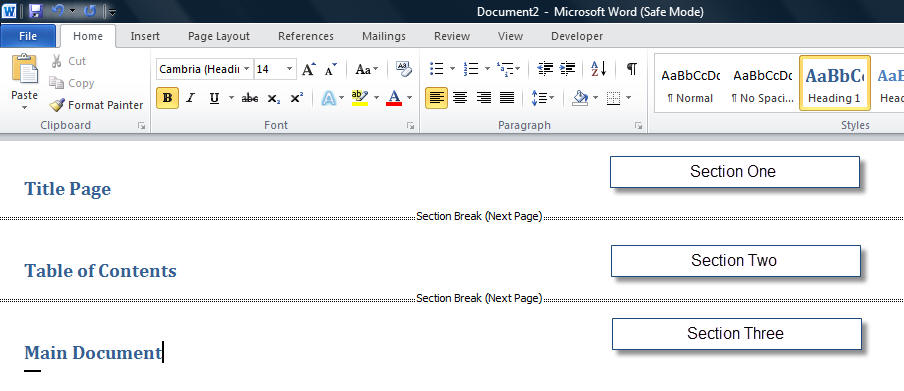 Document2 - Microsoft Word (Safe Mode)
File Home Insert Page Layout References Mailings Review View Developer
Paste
Cut
Copy
Format Painter
Clipboard
Cambria (Headi 14 Aa
B I U abc x₂ x² A A
Font
Paragraph
AaBbCcDc AaBbCcDc AaBbC AaB
¶ Normal ¶ No Spaci... Heading 1 Head
Styles
Title Page
Section One
Section Break (Next Page)
Table of Contents
Section Two
Section Break (Next Page)
Main Document
Section Three